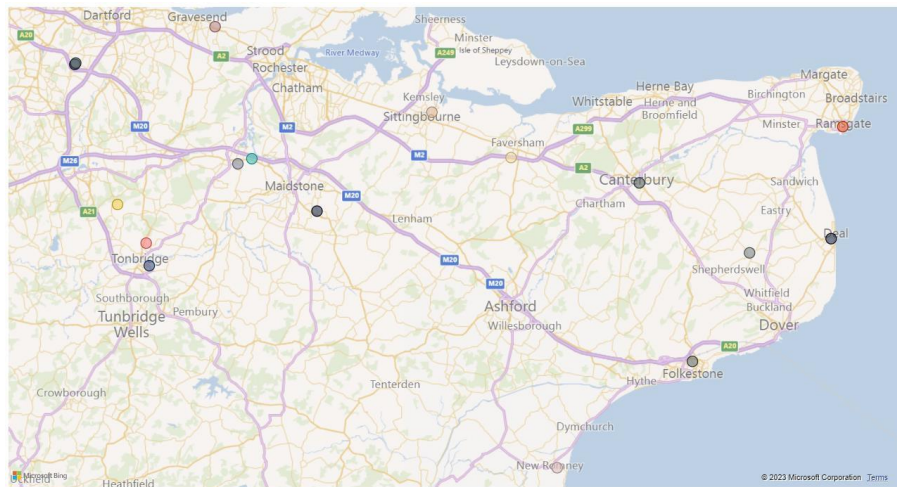 Dartford
Gravesend
Sheerness
Minster
Isle of Sheppey
Leysdown-on-Sea
A20
A2
Strood
River Medway
A249
Rochester
Chatham
Kemsley
Sittingbourne
Herne Bay
Whitstable
Herne and
Broomfield
Margate
Birchington
Broadstairs
M20
M2
A299
Minster
Ramsgate
Faversham
M26
M2
A2
Maidstone
Canterbury
Sandwich
M20
Chartham
Eastry
A21
Lenham
Deal
Tonbridge
M20
Shepherdswell
Southborough
M20
Whitfield
Pembury
Ashford
Buckland
Tunbridge
Wells
Willesborough
Dover
A20
Folkestone
Crowborough
Tenterden
Hythe
Dymchurch
New Romney
Microsoft Bing
Heathfield
© 2023 Microsoft Corporation Terms